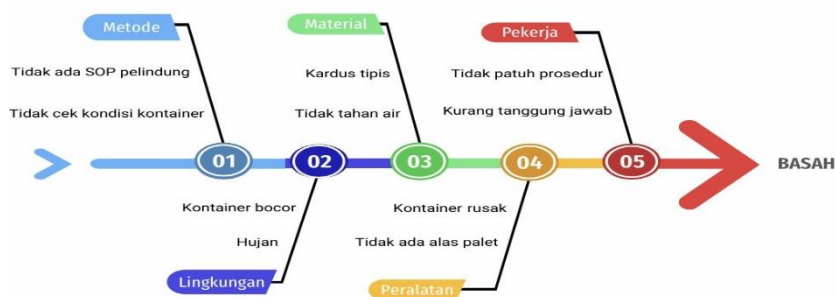 Metode
Material
Pekerja
Tidak ada SOP pelindung
Kardus tipis
Tidak patuh prosedur
Tidak cek kondisi kontainer
Tidak tahan air
Kurang tanggung jawab
01
02
03
04
05
BASAH
Kontainer bocor
Kontainer rusak
Hujan
Tidak ada alas palet
Lingkungan
Peralatan